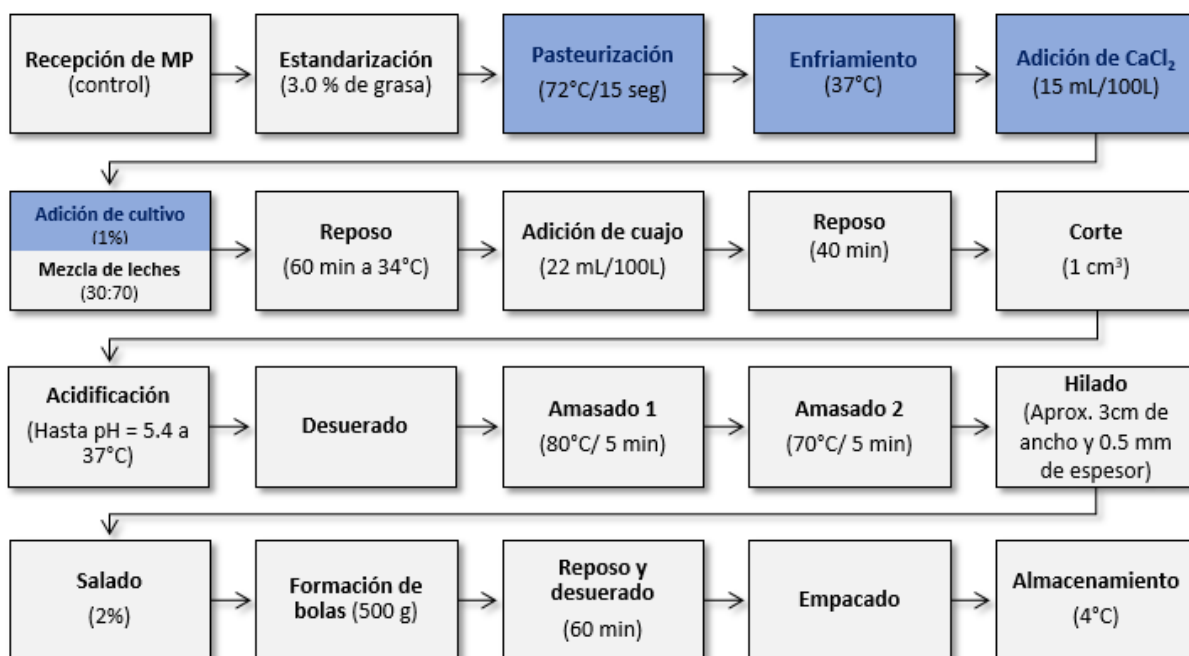 Recepción de MP
(control)
Estandarización
(3.0 % de grasa)
Pasteurización
(72°C/15 seg)
Enfriamiento
(37°C)
Adición de CaCl₂
(15 mL/100L)
Adición de cultivo
(1%)
Mezcla de leches
(30:70)
Reposo
(60 min a 34°C)
Adición de cuajo
(22 mL/100L)
Reposo
(40 min)
Corte
(1 cm³)
Acidificación
(Hasta pH = 5.4 a
37°C)
Desuerado
Amasado 1
(80°C/ 5 min)
Amasado 2
(70°C/ 5 min)
Hilado
(Aprox. 3cm de
ancho y 0.5 mm
de espesor)
Salado
(2%)
Formación de
bolas (500 g)
Reposo y
desuerado
(60 min)
Empacado
Almacenamiento
(4°C)